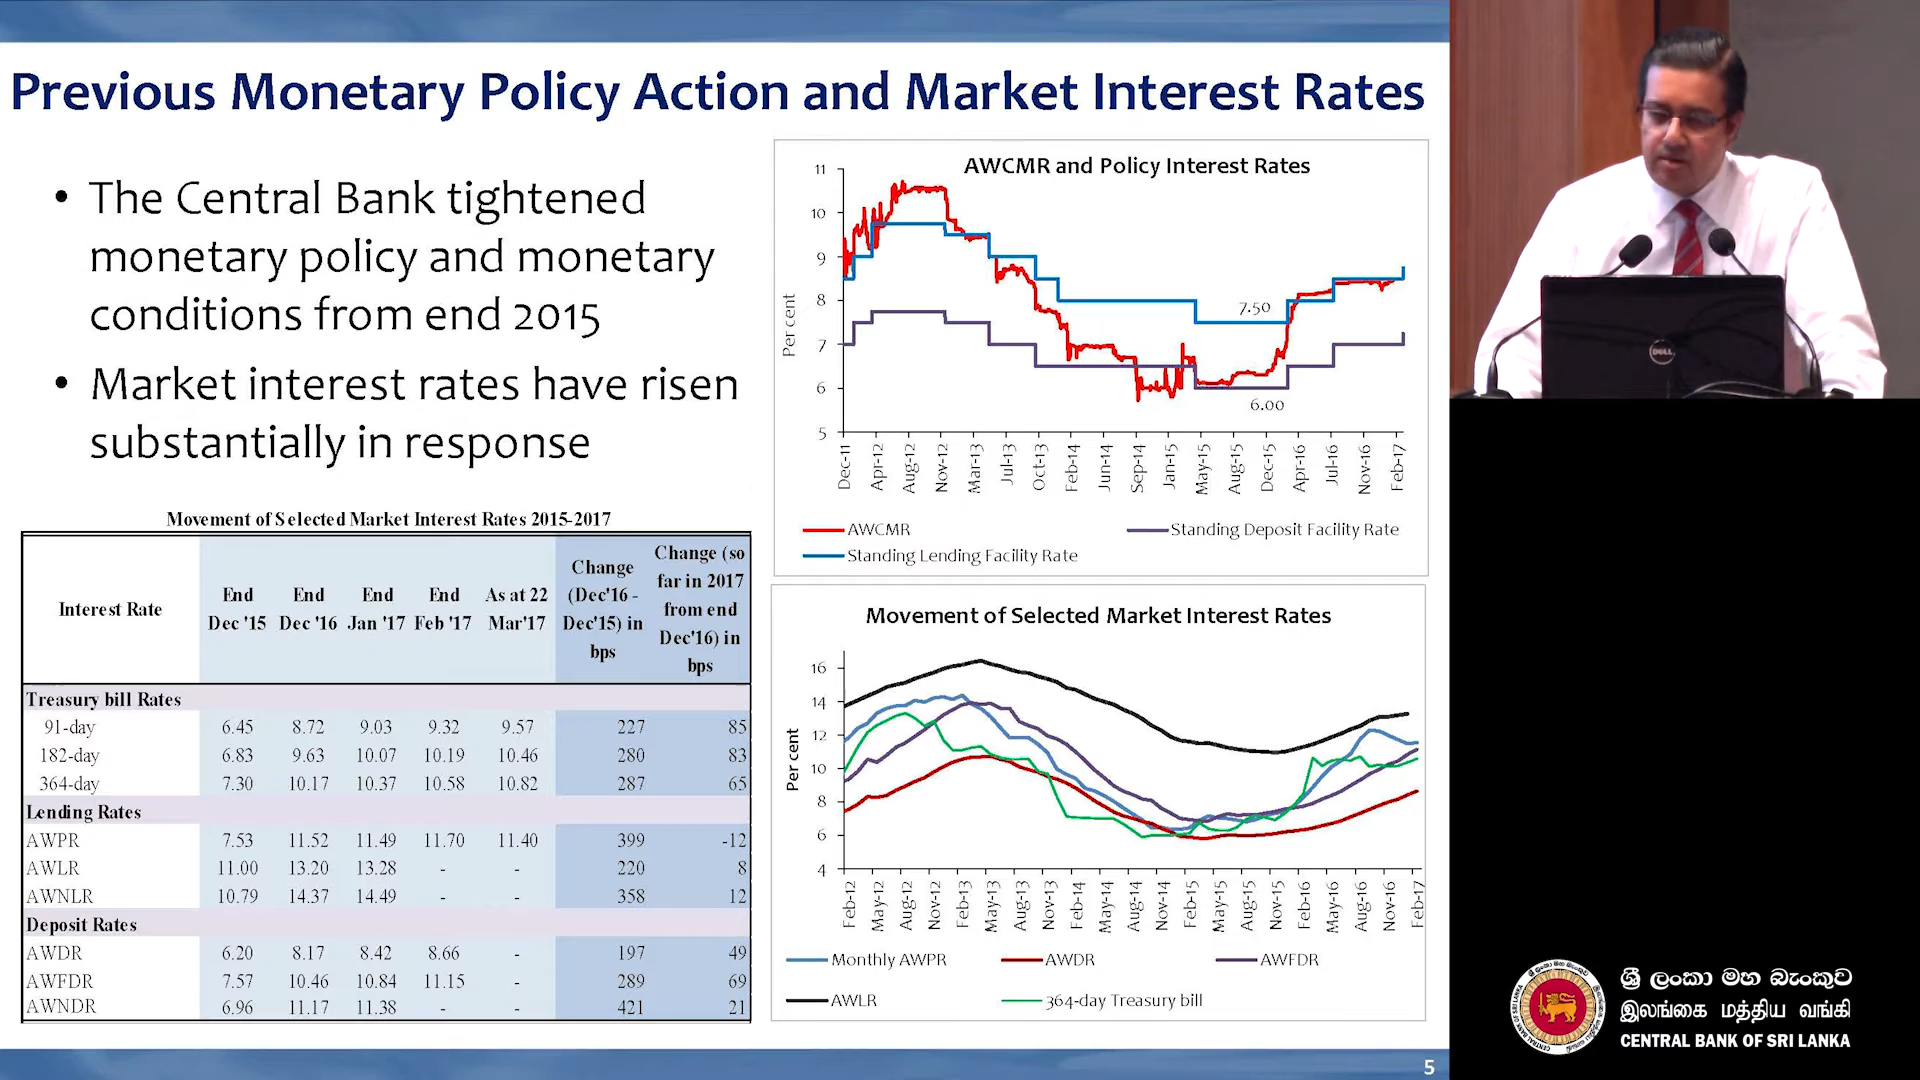 Previous Monetary Policy Action and Market Interest Rates
• The Central Bank tightened
monetary policy and monetary
conditions from end 2015
• Market interest rates have risen
substantially in response
Movement of Selected Market Interest Rates 2015-2017
Interest Rate | End Dec '15 | End Dec '16 | End Jan '17 | End Feb '17 | As at 22 Mar'17 | Change (Dec'16 - Dec'15) in bps | Change (so far in 2017 from end Dec'16) in bps
Treasury bill Rates
91-day 6.45 8.72 9.03 9.32 9.57 227 85
182-day 6.83 9.63 10.07 10.19 10.46 280 83
364-day 7.30 10.17 10.37 10.58 10.82 287 65
Lending Rates
AWPR 7.53 11.52 11.49 11.70 11.40 399 -12
AWLR 11.00 13.20 13.28 - - 220 8
AWNLR 10.79 14.37 14.49 - - 358 12
Deposit Rates
AWDR 6.20 8.17 8.42 8.66 - 197 49
AWFDR 7.57 10.46 10.84 11.15 - 289 69
AWNDR 6.96 11.17 11.38 - - 421 21
AWCMR and Policy Interest Rates
Per cent
11
10
9
8
7
6
5
7.50
6.00
Dec-11 Apr-12 Aug-12 Nov-12 Mar-13 Jul-13 Oct-13 Feb-14 Jun-14 Sep-14 Jan-15 May-15 Aug-15 Dec-15 Apr-16 Jul-16 Nov-16 Feb-17
AWCMR
Standing Deposit Facility Rate
Standing Lending Facility Rate
Movement of Selected Market Interest Rates
Per cent
16
14
12
10
8
6
4
Feb-12 May-12 Aug-12 Nov-12 Feb-13 May-13 Aug-13 Nov-13 Feb-14 May-14 Aug-14 Nov-14 Feb-15 May-15 Aug-15 Nov-15 Feb-16 May-16 Aug-16 Nov-16 Feb-17
Monthly AWPR
AWDR
AWFDR
AWLR
364-day Treasury bill
5
DELL
ශ්‍රී ලංකා මහ බැංකුව
இலங்கை மத்திய வங்கி
CENTRAL BANK OF SRI LANKA